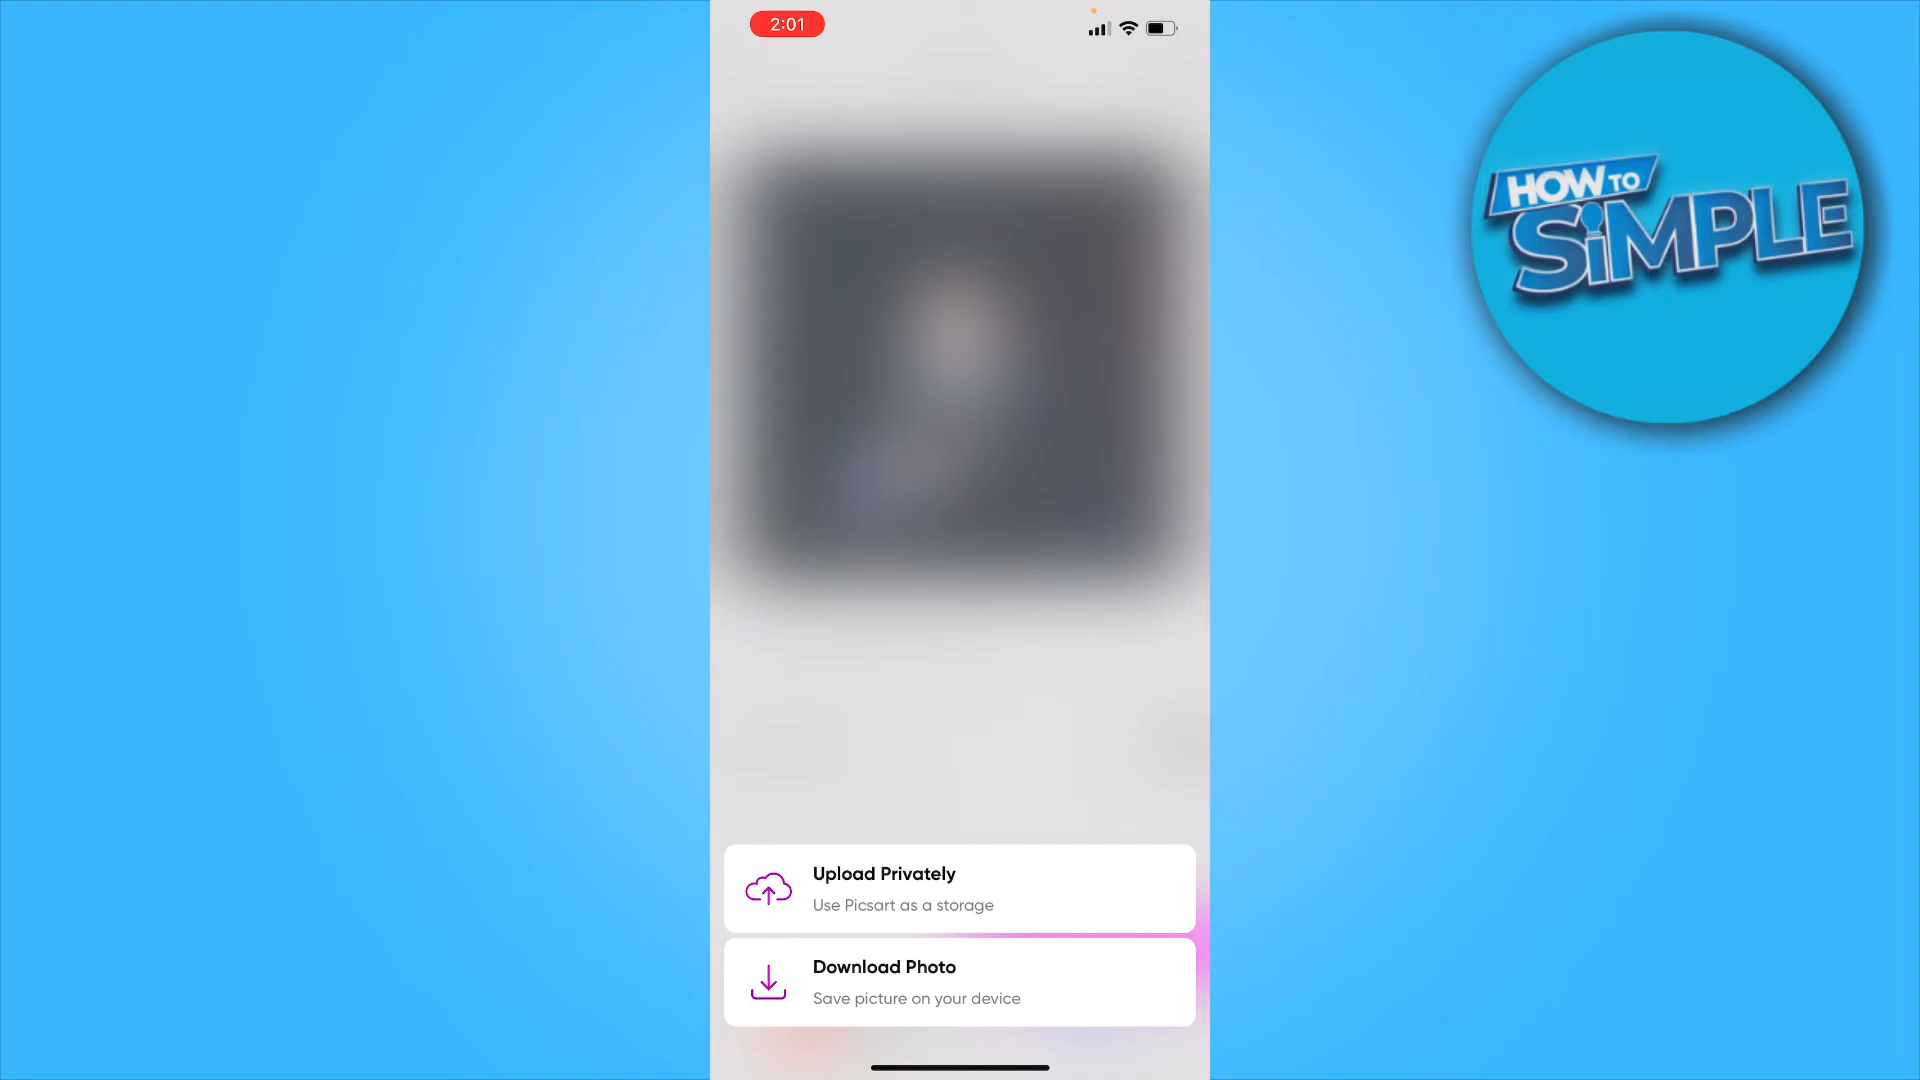 2:01
HOW TO
SiMPLE
Upload Privately
Use Picsart as a storage
Download Photo
Save picture on your device